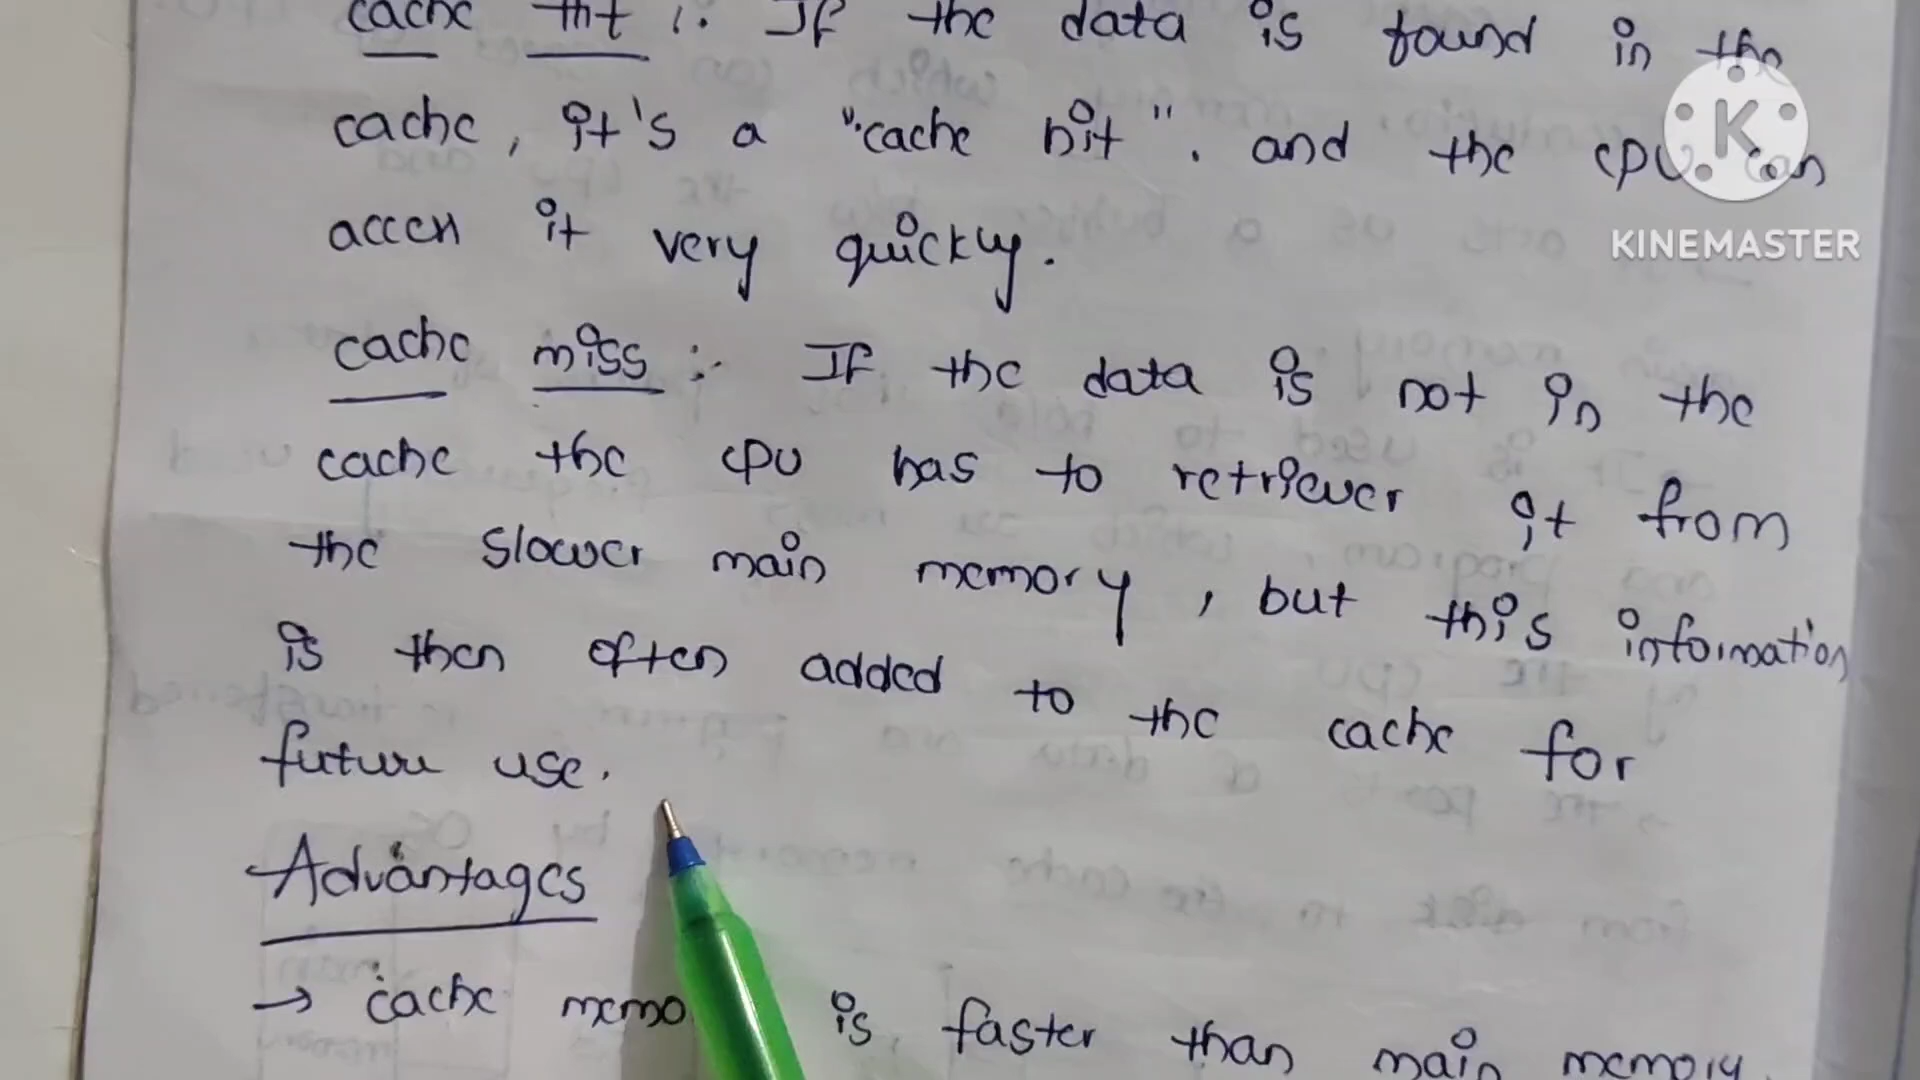 cache Hit :- If the data is found in the
cache, it's a "cache hit". and the CPU can
access it very quickly.
cache miss :- If the data is not in the
cache the CPU has to retriever it from
the slower main memory, but this information
is then often added to the cache for
future use.
Advantages
→ cache memo is faster than main memory.
K
KINEMASTER